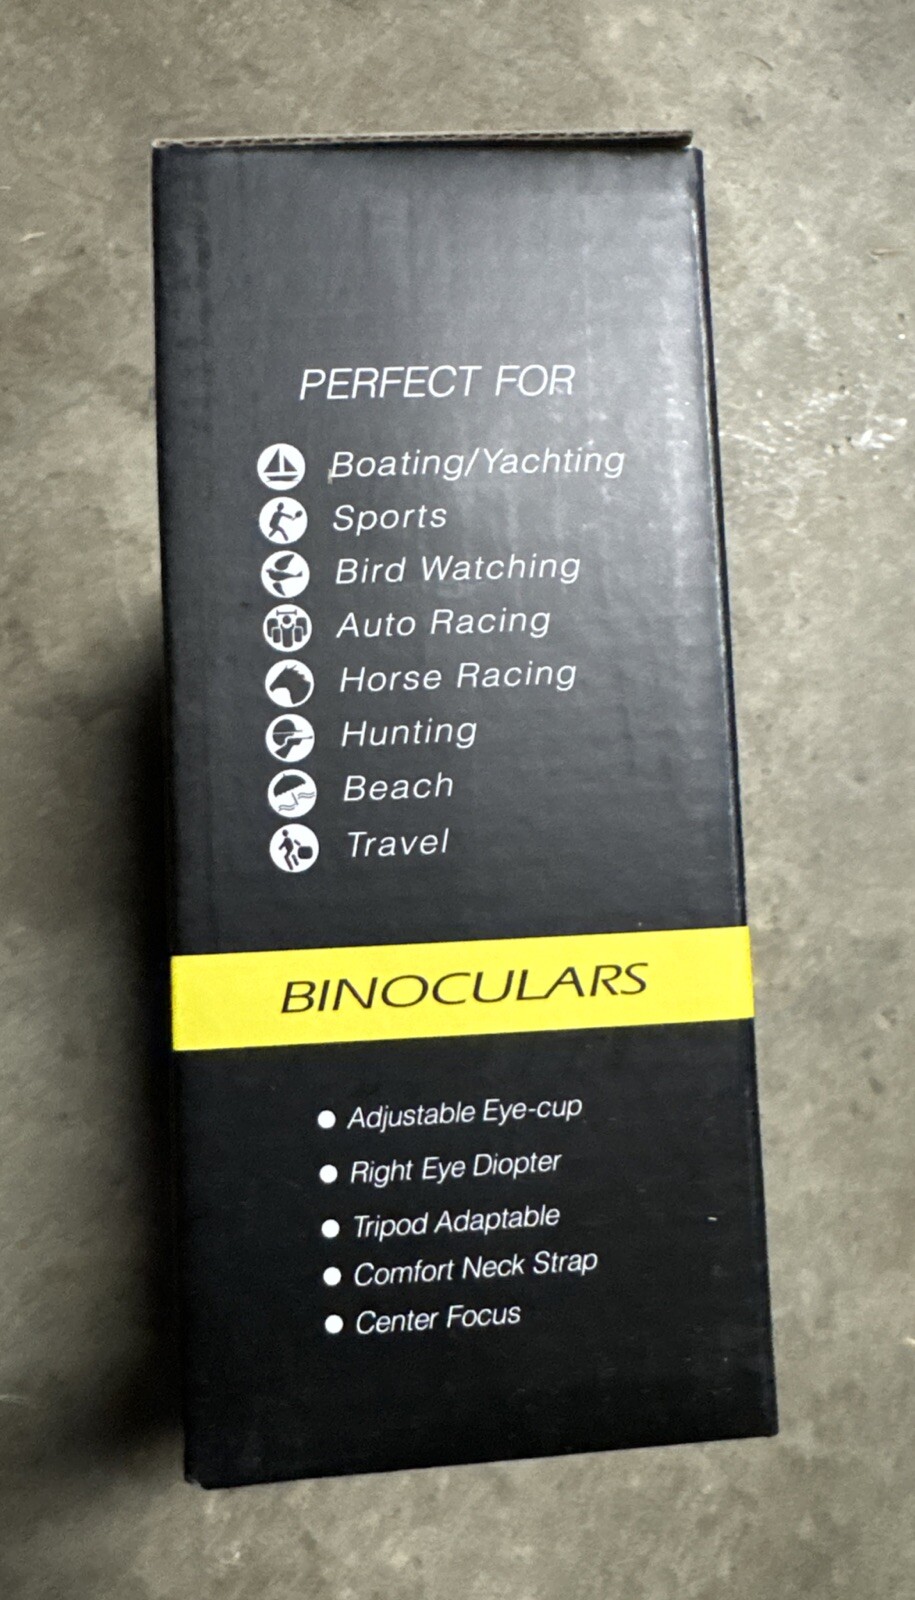 PERFECT FOR
Boating/Yachting
Sports
Bird Watching
Auto Racing
Horse Racing
Hunting
Beach
Travel
BINOCULARS
● Adjustable Eye-cup
● Right Eye Diopter
● Tripod Adaptable
● Comfort Neck Strap
● Center Focus